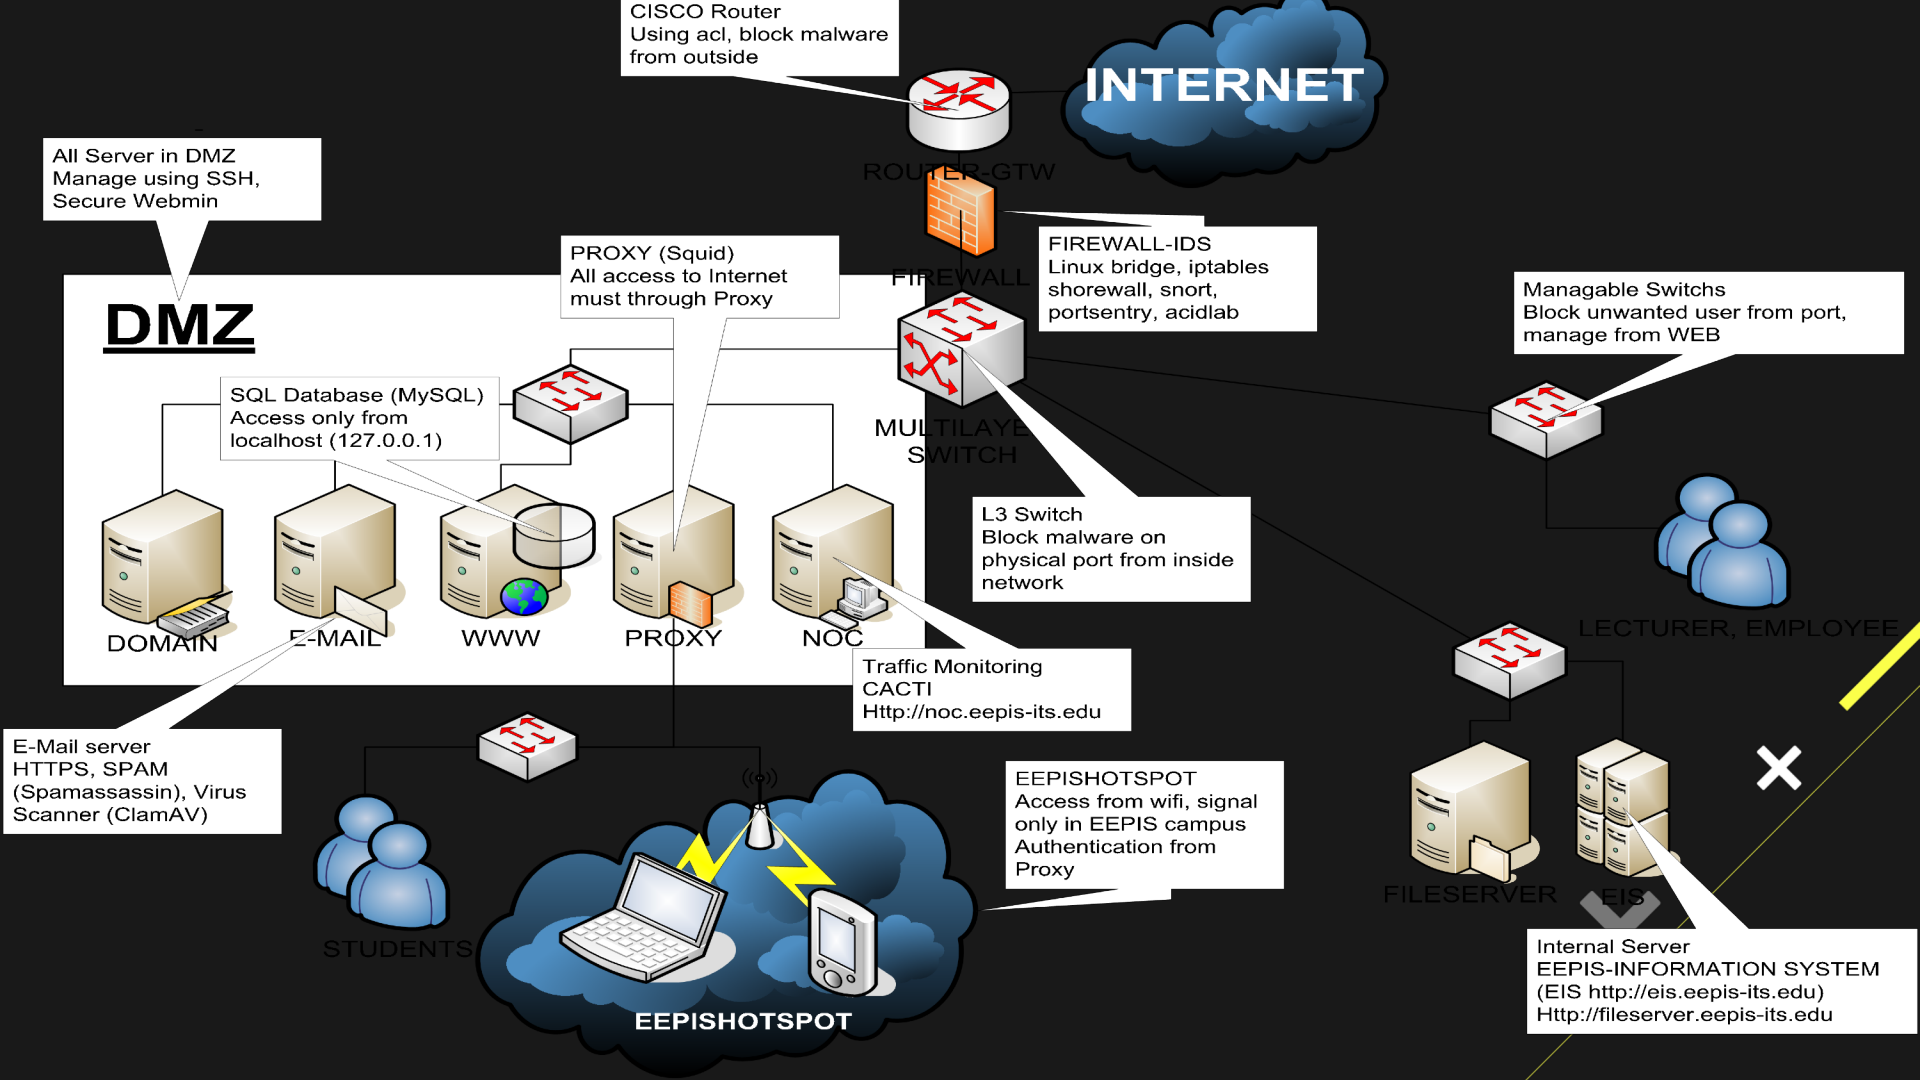 CISCO Router
Using acl, block malware
from outside
INTERNET
ROUTER-GTW
All Server in DMZ
Manage using SSH,
Secure Webmin
FIREWALL
FIREWALL-IDS
Linux bridge, iptables
shorewall, snort,
portsentry, acidlab
PROXY (Squid)
All access to Internet
must through Proxy
Managable Switchs
Block unwanted user from port,
manage from WEB
DMZ
SQL Database (MySQL)
Access only from
localhost (127.0.0.1)
MULTILAYE
SWITCH
L3 Switch
Block malware on
physical port from inside
network
DOMAIN
E-MAIL
WWW
PROXY
NOC
LECTURER, EMPLOYEE
Traffic Monitoring
CACTI
Http://noc.eepis-its.edu
E-Mail server
HTTPS, SPAM
(Spamassassin), Virus
Scanner (ClamAV)
EEPISHOTSPOT
Access from wifi, signal
only in EEPIS campus
Authentication from
Proxy
FILESERVER
EIS
STUDENTS
EEPISHOTSPOT
Internal Server
EEPIS-INFORMATION SYSTEM
(EIS http://eis.eepis-its.edu)
Http://fileserver.eepis-its.edu